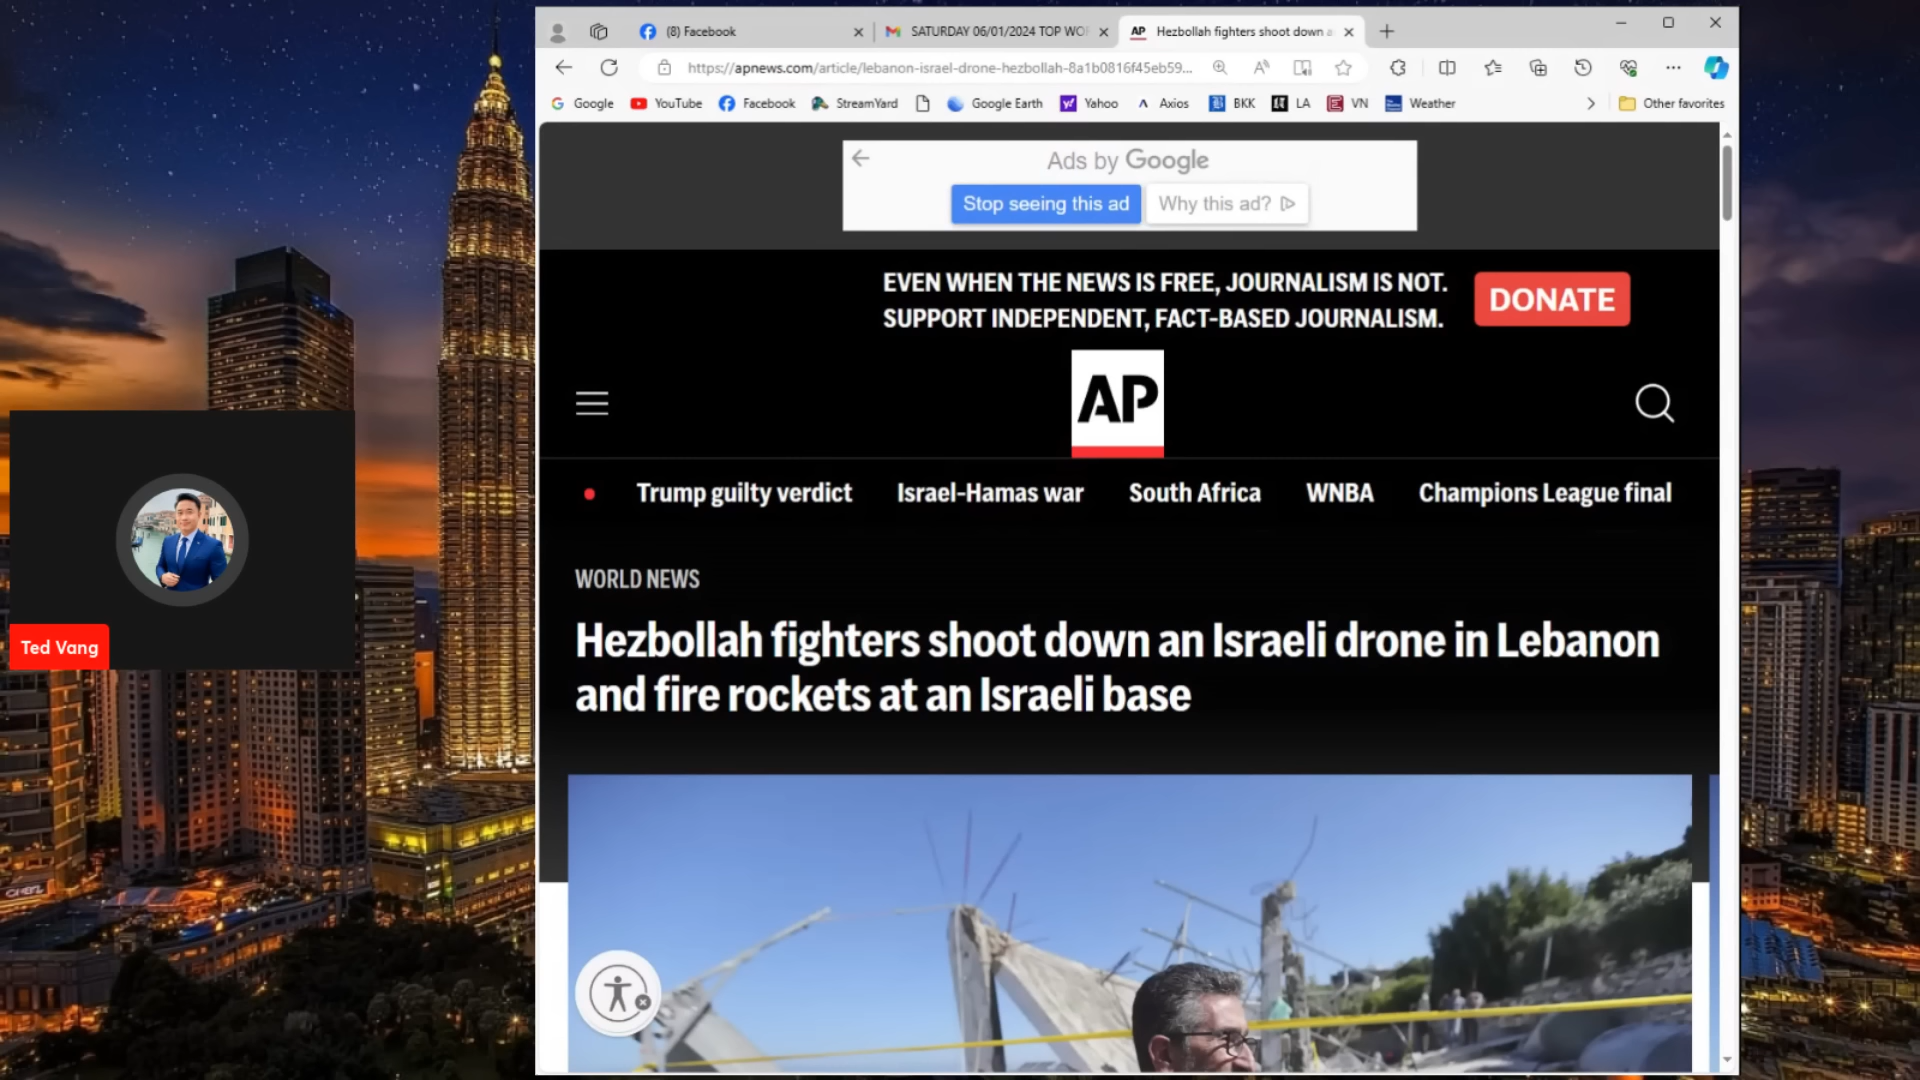 (8) Facebook
SATURDAY 06/01/2024 TOP WO
AP
Hezbollah fighters shoot down a
https://apnews.com/article/lebanon-israel-drone-hezbollah-8a1b0816f45eb59...
Google
YouTube
Facebook
StreamYard
Google Earth
Yahoo
Axios
BKK
LA
VN
Weather
Other favorites
Ads by Google
Stop seeing this ad
Why this ad?
EVEN WHEN THE NEWS IS FREE, JOURNALISM IS NOT.
SUPPORT INDEPENDENT, FACT-BASED JOURNALISM.
DONATE
AP
Trump guilty verdict
Israel-Hamas war
South Africa
WNBA
Champions League final
WORLD NEWS
Hezbollah fighters shoot down an Israeli drone in Lebanon
and fire rockets at an Israeli base
Ted Vang